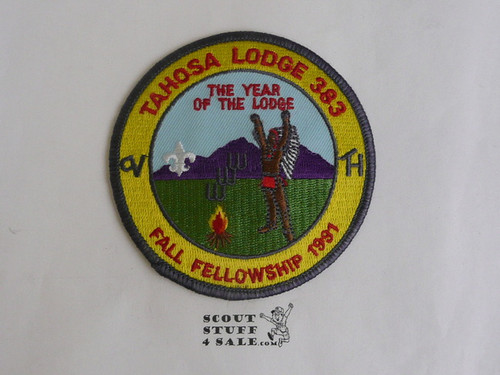 TAHOSA LODGE 383
THE YEAR
OF THE LODGE
FALL FELLOWSHIP 1991
SCOUT
STUFF
4 SALE.com